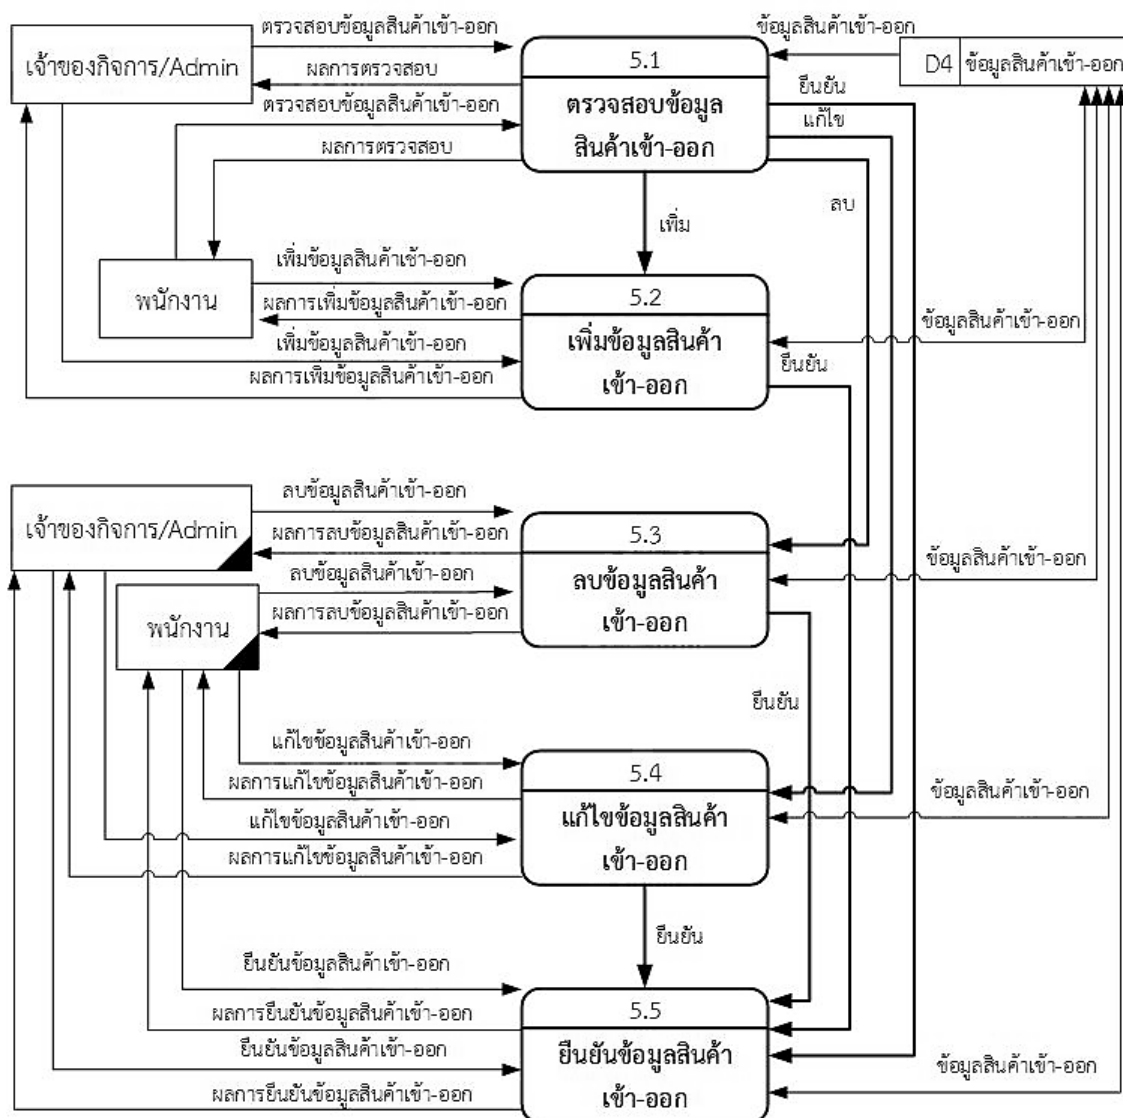 ตรวจสอบข้อมูลสินค้าเข้า-ออก
ข้อมูลสินค้าเข้า-ออก
เจ้าของกิจการ/Admin
5.1
D4 ข้อมูลสินค้าเข้า-ออก
ผลการตรวจสอบ
ยืนยัน
ตรวจสอบข้อมูลสินค้าเข้า-ออก
ตรวจสอบข้อมูล
สินค้าเข้า-ออก
แก้ไข
ผลการตรวจสอบ
ลบ
เพิ่ม
เพิ่มข้อมูลสินค้าเข้า-ออก
พนักงาน
5.2
ผลการเพิ่มข้อมูลสินค้าเข้า-ออก
ข้อมูลสินค้าเข้า-ออก
เพิ่มข้อมูลสินค้าเข้า-ออก
เพิ่มข้อมูลสินค้า
เข้า-ออก
ยืนยัน
ผลการเพิ่มข้อมูลสินค้าเข้า-ออก
ลบข้อมูลสินค้าเข้า-ออก
เจ้าของกิจการ/Admin
ผลการลบข้อมูลสินค้าเข้า-ออก
5.3
ข้อมูลสินค้าเข้า-ออก
ลบข้อมูลสินค้าเข้า-ออก
ลบข้อมูลสินค้า
เข้า-ออก
ผลการลบข้อมูลสินค้าเข้า-ออก
พนักงาน
ยืนยัน
แก้ไขข้อมูลสินค้าเข้า-ออก
5.4
ผลการแก้ไขข้อมูลสินค้าเข้า-ออก
ข้อมูลสินค้าเข้า-ออก
แก้ไขข้อมูลสินค้าเข้า-ออก
แก้ไขข้อมูลสินค้า
เข้า-ออก
ผลการแก้ไขข้อมูลสินค้าเข้า-ออก
ยืนยัน
ยืนยันข้อมูลสินค้าเข้า-ออก
5.5
ผลการยืนยันข้อมูลสินค้าเข้า-ออก
ยืนยันข้อมูลสินค้าเข้า-ออก
ยืนยันข้อมูลสินค้า
เข้า-ออก
ข้อมูลสินค้าเข้า-ออก
ผลการยืนยันข้อมูลสินค้าเข้า-ออก